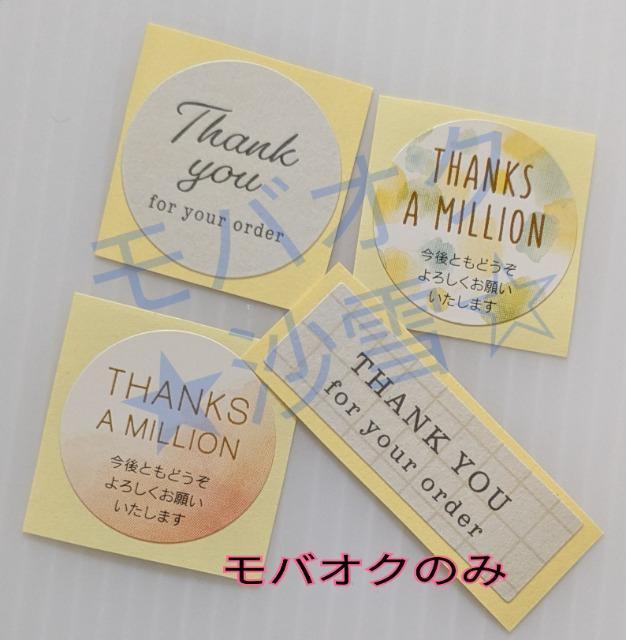 Thank
you
for your order
THANKS
A MILLION
今後ともどうぞ
よろしくお願い
いたします
モバオク
★沙雪☆
THANKS
A MILLION
今後ともどうぞ
よろしくお願い
いたします
THANK YOU
for your order
モバオクのみ